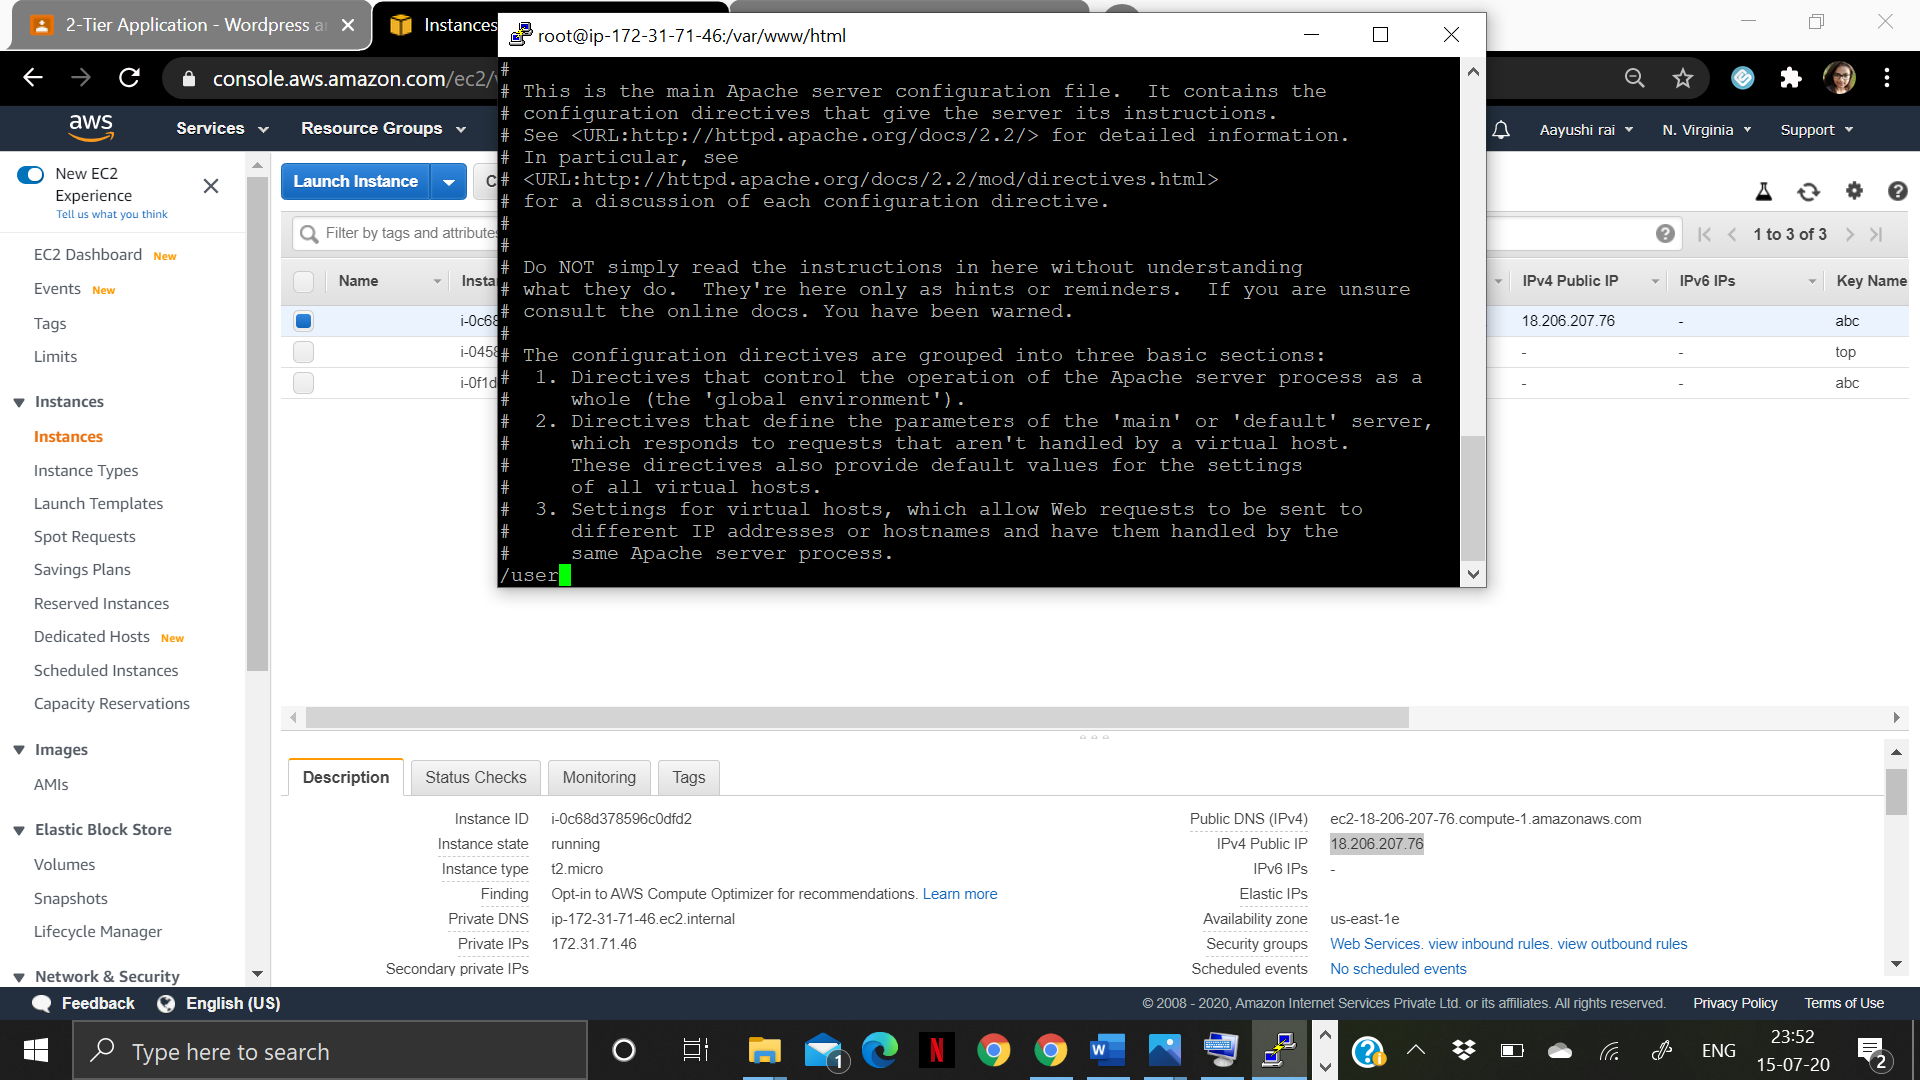 2-Tier Application - Wordpress a
Instances
root@ip-172-31-71-46:/var/www/html
console.aws.amazon.com/ec2/
aws
Services
Resource Groups
Aayushi rai
N. Virginia
Support
New EC2
Experience
Tell us what you think
EC2 Dashboard New
Events New
Tags
Limits
Instances
Instances
Instance Types
Launch Templates
Spot Requests
Savings Plans
Reserved Instances
Dedicated Hosts New
Scheduled Instances
Capacity Reservations
Images
AMIs
Elastic Block Store
Volumes
Snapshots
Lifecycle Manager
Network & Security
Launch Instance
C
Filter by tags and attributes
1 to 3 of 3
Name Insta IPv4 Public IP IPv6 IPs Key Name
i-0c68 18.206.207.76 - abc
i-0458 - - top
i-0f1d - - abc
#
# This is the main Apache server configuration file.  It contains the
# configuration directives that give the server its instructions.
# See <URL:http://httpd.apache.org/docs/2.2/> for detailed information.
# In particular, see
# <URL:http://httpd.apache.org/docs/2.2/mod/directives.html>
# for a discussion of each configuration directive.
#
#
# Do NOT simply read the instructions in here without understanding
# what they do.  They're here only as hints or reminders.  If you are unsure
# consult the online docs. You have been warned.
#
# The configuration directives are grouped into three basic sections:
#  1. Directives that control the operation of the Apache server process as a
#     whole (the 'global environment').
#  2. Directives that define the parameters of the 'main' or 'default' server,
#     which responds to requests that aren't handled by a virtual host.
#     These directives also provide default values for the settings
#     of all virtual hosts.
#  3. Settings for virtual hosts, which allow Web requests to be sent to
#     different IP addresses or hostnames and have them handled by the
#     same Apache server process.
/user
Description
Status Checks
Monitoring
Tags
Instance ID i-0c68d378596c0dfd2
Instance state running
Instance type t2.micro
Finding Opt-in to AWS Compute Optimizer for recommendations. Learn more
Private DNS ip-172-31-71-46.ec2.internal
Private IPs 172.31.71.46
Secondary private IPs
Public DNS (IPv4) ec2-18-206-207-76.compute-1.amazonaws.com
IPv4 Public IP 18.206.207.76
IPv6 IPs -
Elastic IPs
Availability zone us-east-1e
Security groups Web Services. view inbound rules. view outbound rules
Scheduled events No scheduled events
Feedback
English (US)
© 2008 - 2020, Amazon Internet Services Private Ltd. or its affiliates. All rights reserved.
Privacy Policy
Terms of Use
Type here to search
1
N
W
ENG
23:52
15-07-20
2